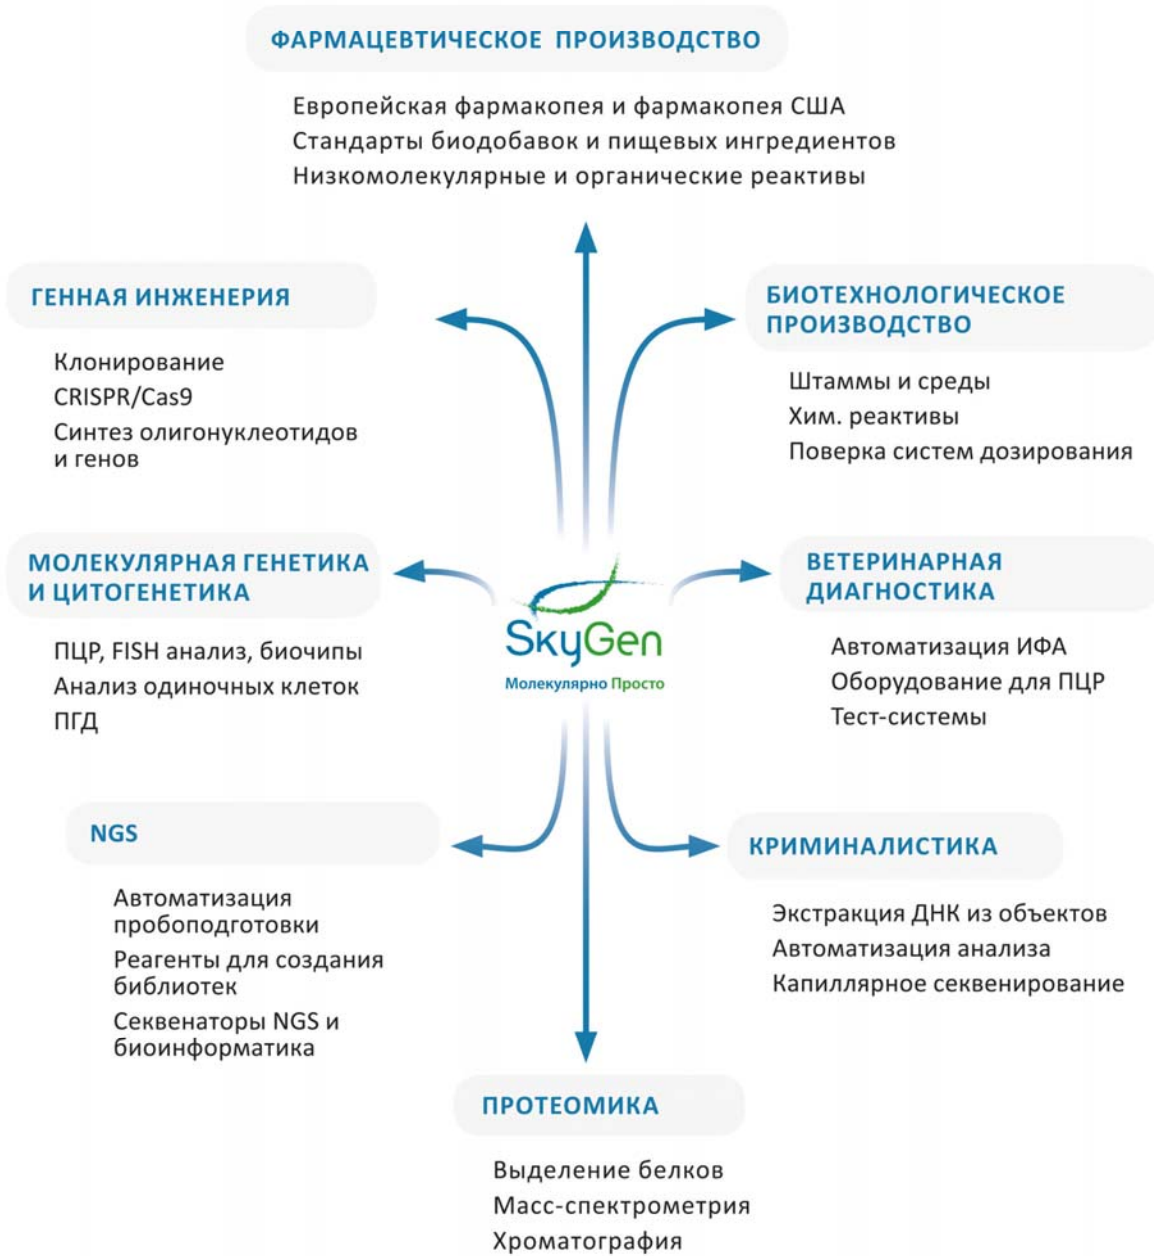 ФАРМАЦЕВТИЧЕСКОЕ ПРОИЗВОДСТВО
Европейская фармакопея и фармакопея США
Стандарты биодобавок и пищевых ингредиентов
Низкомолекулярные и органические реактивы
ГЕННАЯ ИНЖЕНЕРИЯ
Клонирование
CRISPR/Cas9
Синтез олигонуклеотидов
и генов
БИОТЕХНОЛОГИЧЕСКОЕ
ПРОИЗВОДСТВО
Штаммы и среды
Хим. реактивы
Поверка систем дозирования
МОЛЕКУЛЯРНАЯ ГЕНЕТИКА
И ЦИТОГЕНЕТИКА
ПЦР, FISH анализ, биочипы
Анализ одиночных клеток
ПГД
SkyGen
Молекулярно Просто
ВЕТЕРИНАРНАЯ
ДИАГНОСТИКА
Автоматизация ИФА
Оборудование для ПЦР
Тест-системы
NGS
Автоматизация
пробоподготовки
Реагенты для создания
библиотек
Секвенаторы NGS и
биоинформатика
КРИМИНАЛИСТИКА
Экстракция ДНК из объектов
Автоматизация анализа
Капиллярное секвенирование
ПРОТЕОМИКА
Выделение белков
Масс-спектрометрия
Хроматография